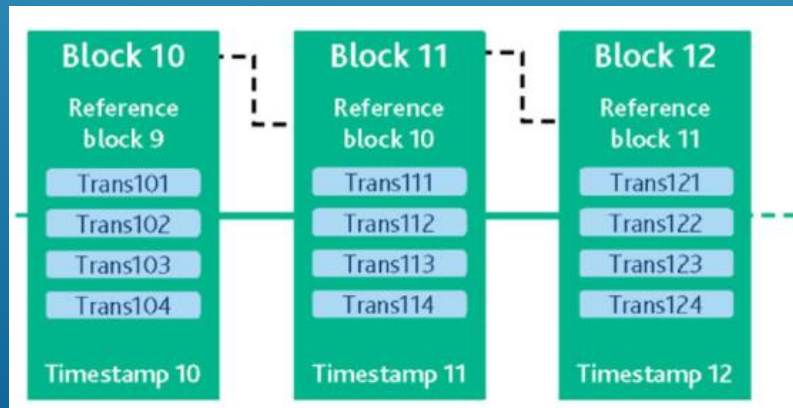 Block 10
Reference
block 9
Trans101
Trans102
Trans103
Trans104
Timestamp 10
Block 11
Reference
block 10
Trans111
Trans112
Trans113
Trans114
Timestamp 11
Block 12
Reference
block 11
Trans121
Trans122
Trans123
Trans124
Timestamp 12